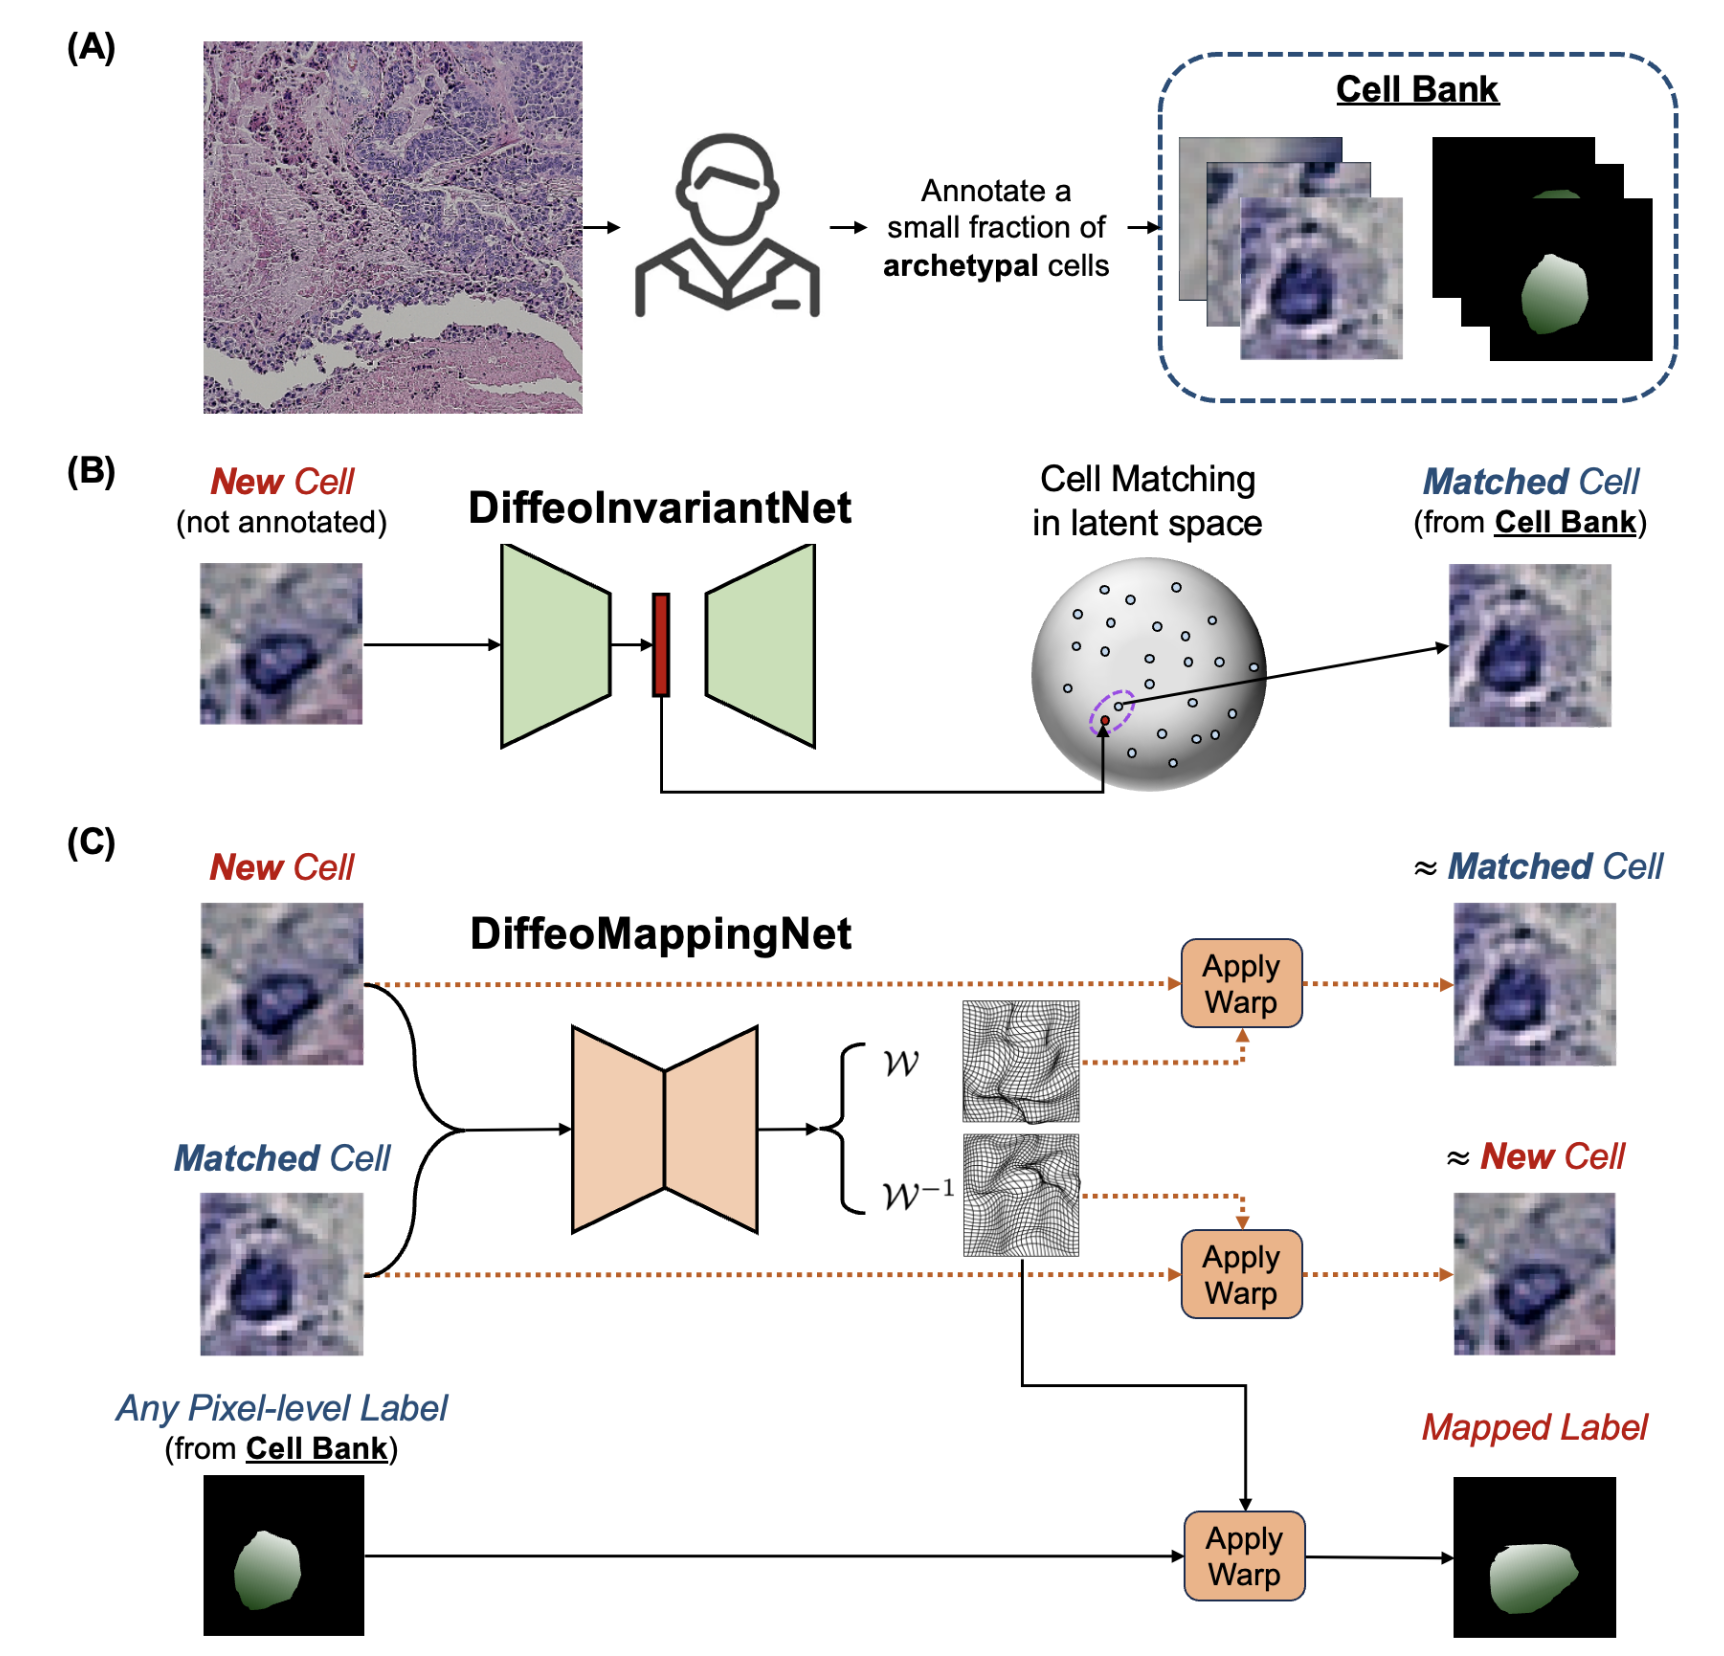 (A)
Annotate a
small fraction of
archetypal cells
Cell Bank
(B)
New Cell
(not annotated)
DiffeoInvariantNet
Cell Matching
in latent space
Matched Cell
(from Cell Bank)
(C)
New Cell
DiffeoMappingNet
≈ Matched Cell
Apply
Warp
𝒲
Matched Cell
𝒲⁻¹
≈ New Cell
Apply
Warp
Any Pixel-level Label
(from Cell Bank)
Mapped Label
Apply
Warp